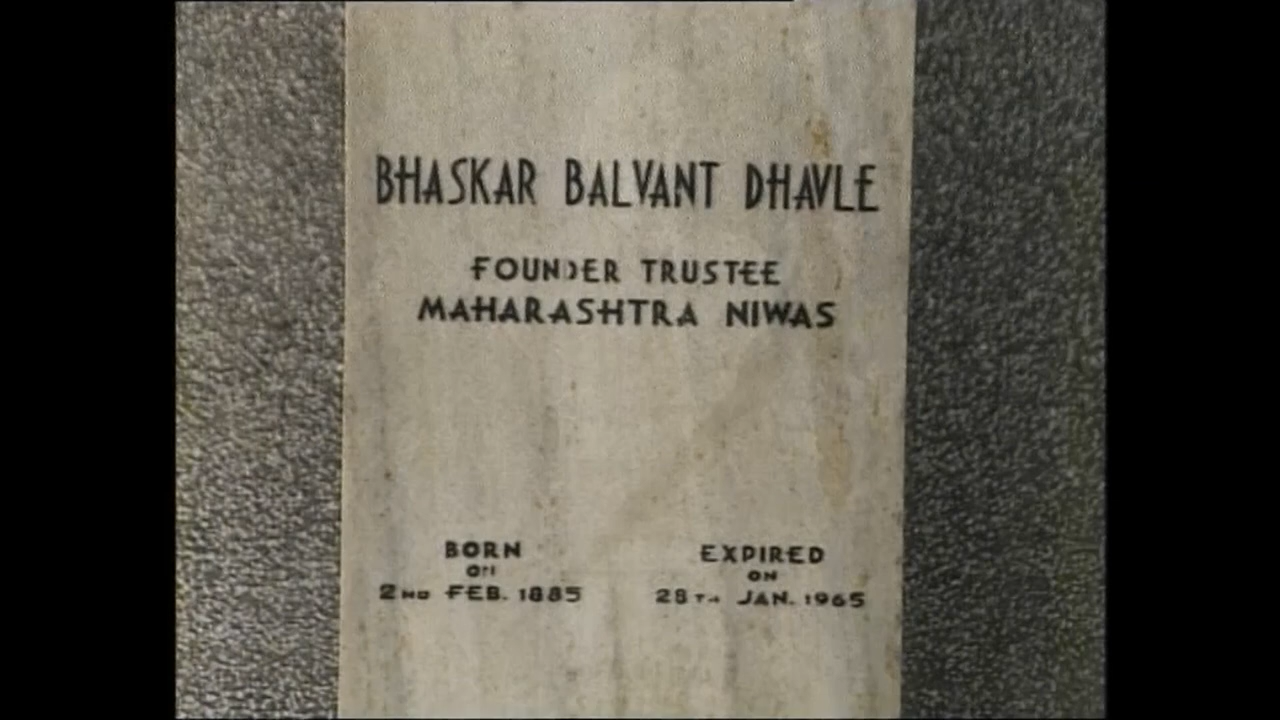 BHASKAR BALVANT DHAVLE
FOUNDER TRUSTEE
MAHARASHTRA NIWAS
BORN
ON
2ND FEB. 1885
EXPIRED
ON
28TH JAN. 1965